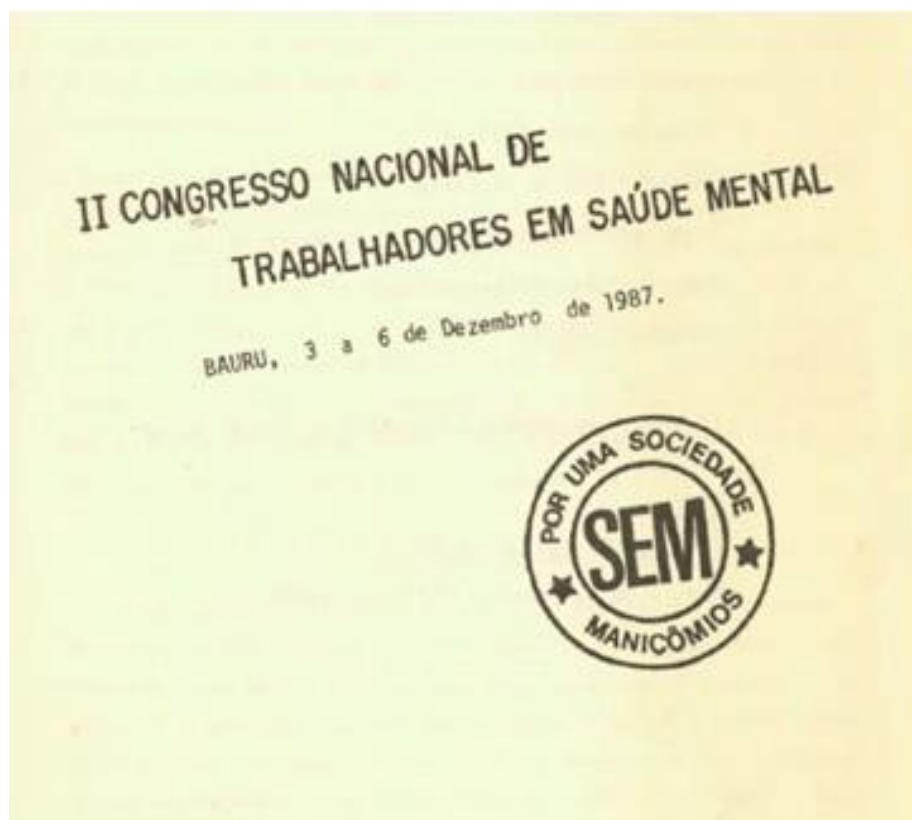 II CONGRESSO NACIONAL DE
TRABALHADORES EM SAÚDE MENTAL
BAURU, 3 a 6 de Dezembro de 1987.
POR UMA SOCIEDADE
SEM
MANICÔMIOS